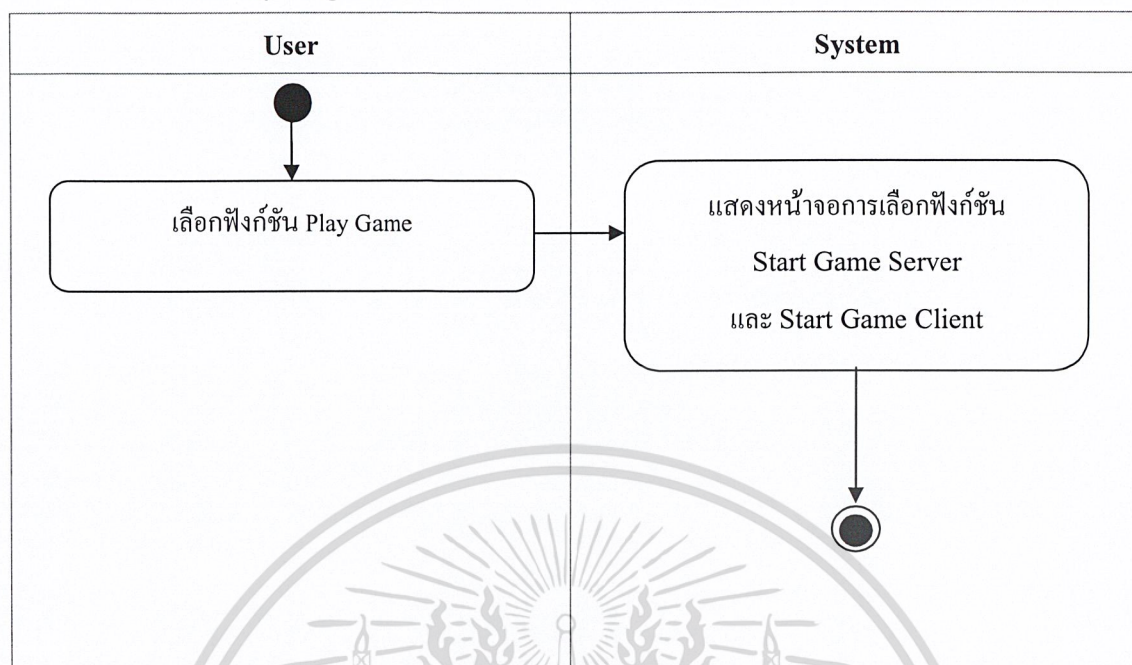 User
System
เลือกฟังก์ชัน Play Game
แสดงหน้าจอการเลือกฟังก์ชัน
Start Game Server
และ Start Game Client